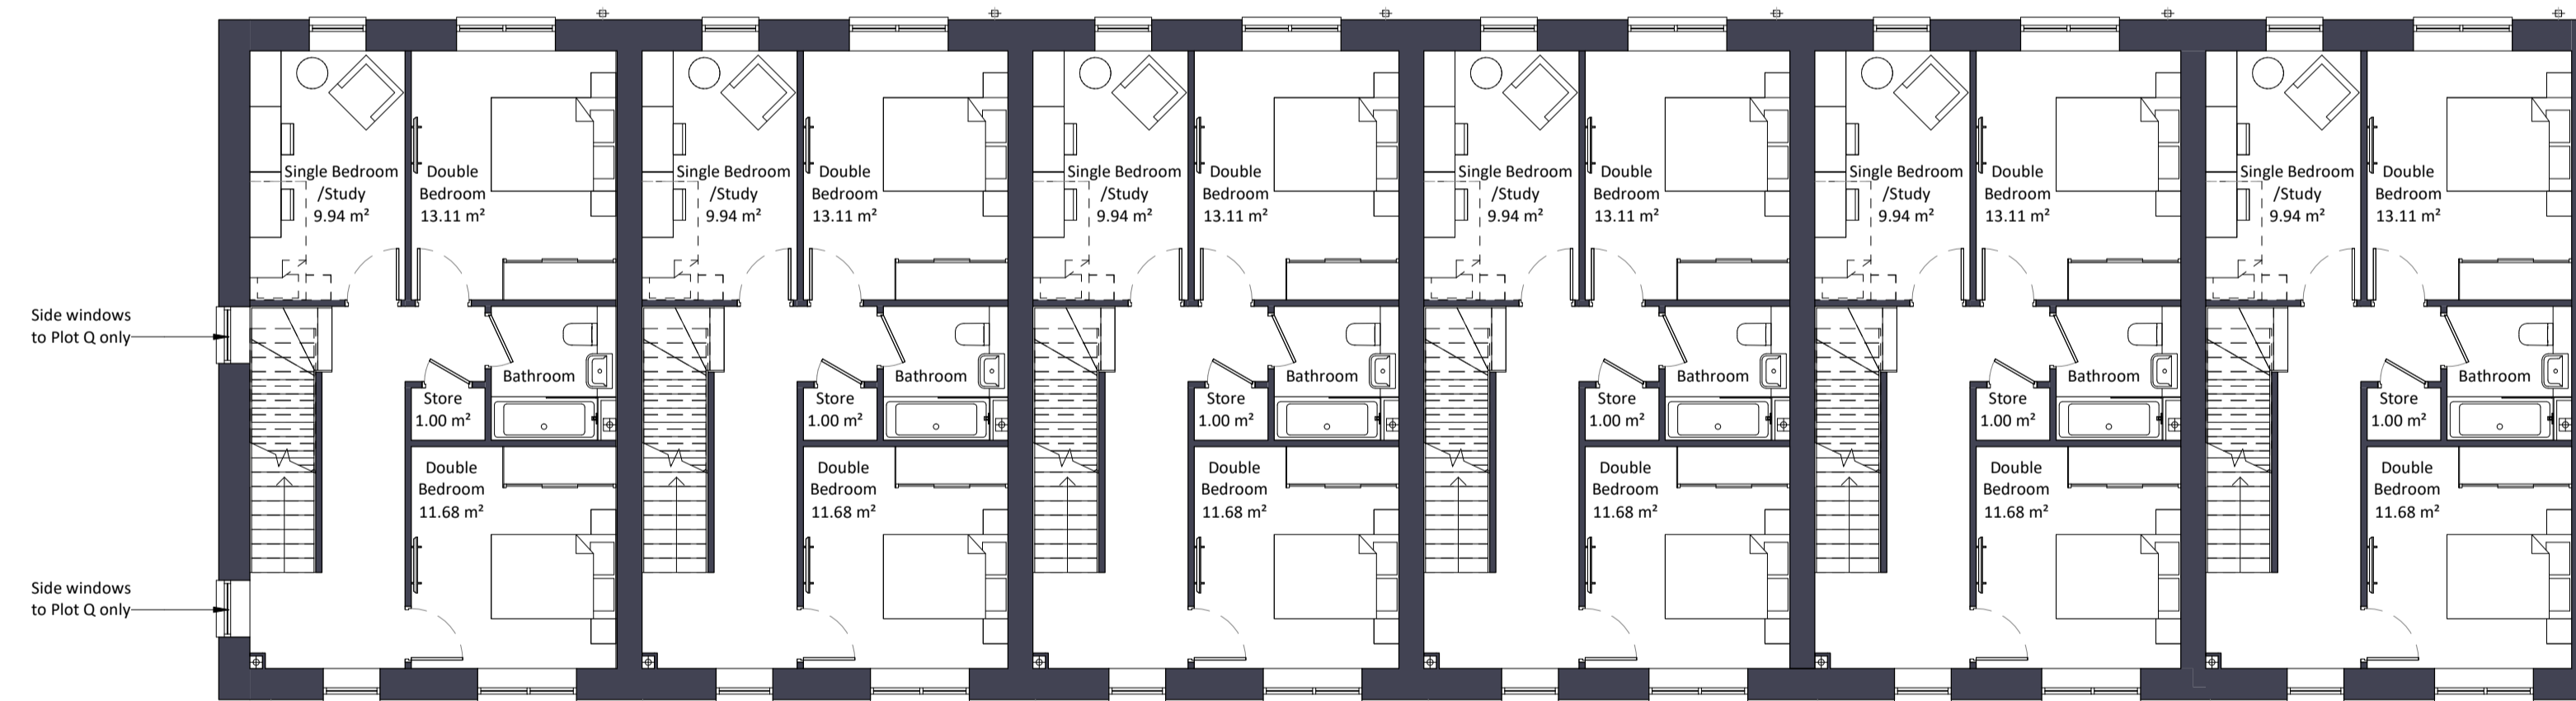 Single Bedroom
/Study
9.94 m²
Double
Bedroom
13.11 m²
Single Bedroom
/Study
9.94 m²
Double
Bedroom
13.11 m²
Single Bedroom
/Study
9.94 m²
Double
Bedroom
13.11 m²
Single Bedroom
/Study
9.94 m²
Double
Bedroom
13.11 m²
Single Bedroom
/Study
9.94 m²
Double
Bedroom
13.11 m²
Single Bedroom
/Study
9.94 m²
Double
Bedroom
13.11 m²
Side windows
to Plot Q only
Bathroom
Store
1.00 m²
Bathroom
Store
1.00 m²
Bathroom
Store
1.00 m²
Bathroom
Store
1.00 m²
Bathroom
Store
1.00 m²
Bathroom
Store
1.00 m²
Double
Bedroom
11.68 m²
Double
Bedroom
11.68 m²
Double
Bedroom
11.68 m²
Double
Bedroom
11.68 m²
Double
Bedroom
11.68 m²
Double
Bedroom
11.68 m²
Side windows
to Plot Q only